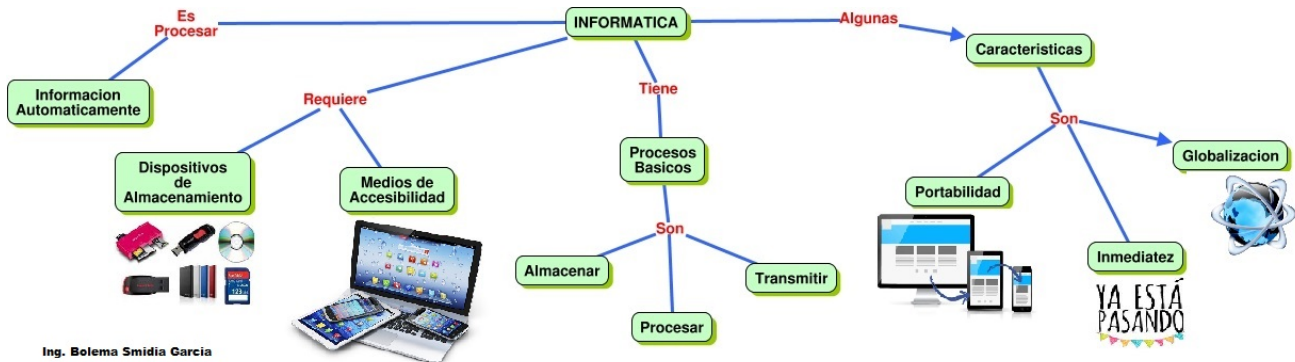 INFORMATICA
Es
Procesar
Informacion
Automaticamente
Requiere
Dispositivos
de
Almacenamiento
Medios de
Accesibilidad
Tiene
Procesos
Basicos
Son
Almacenar
Procesar
Transmitir
Algunas
Caracteristicas
Son
Portabilidad
Inmediatez
YA ESTÁ
PASANDO
Globalizacion
Ing. Bolema Smidia Garcia